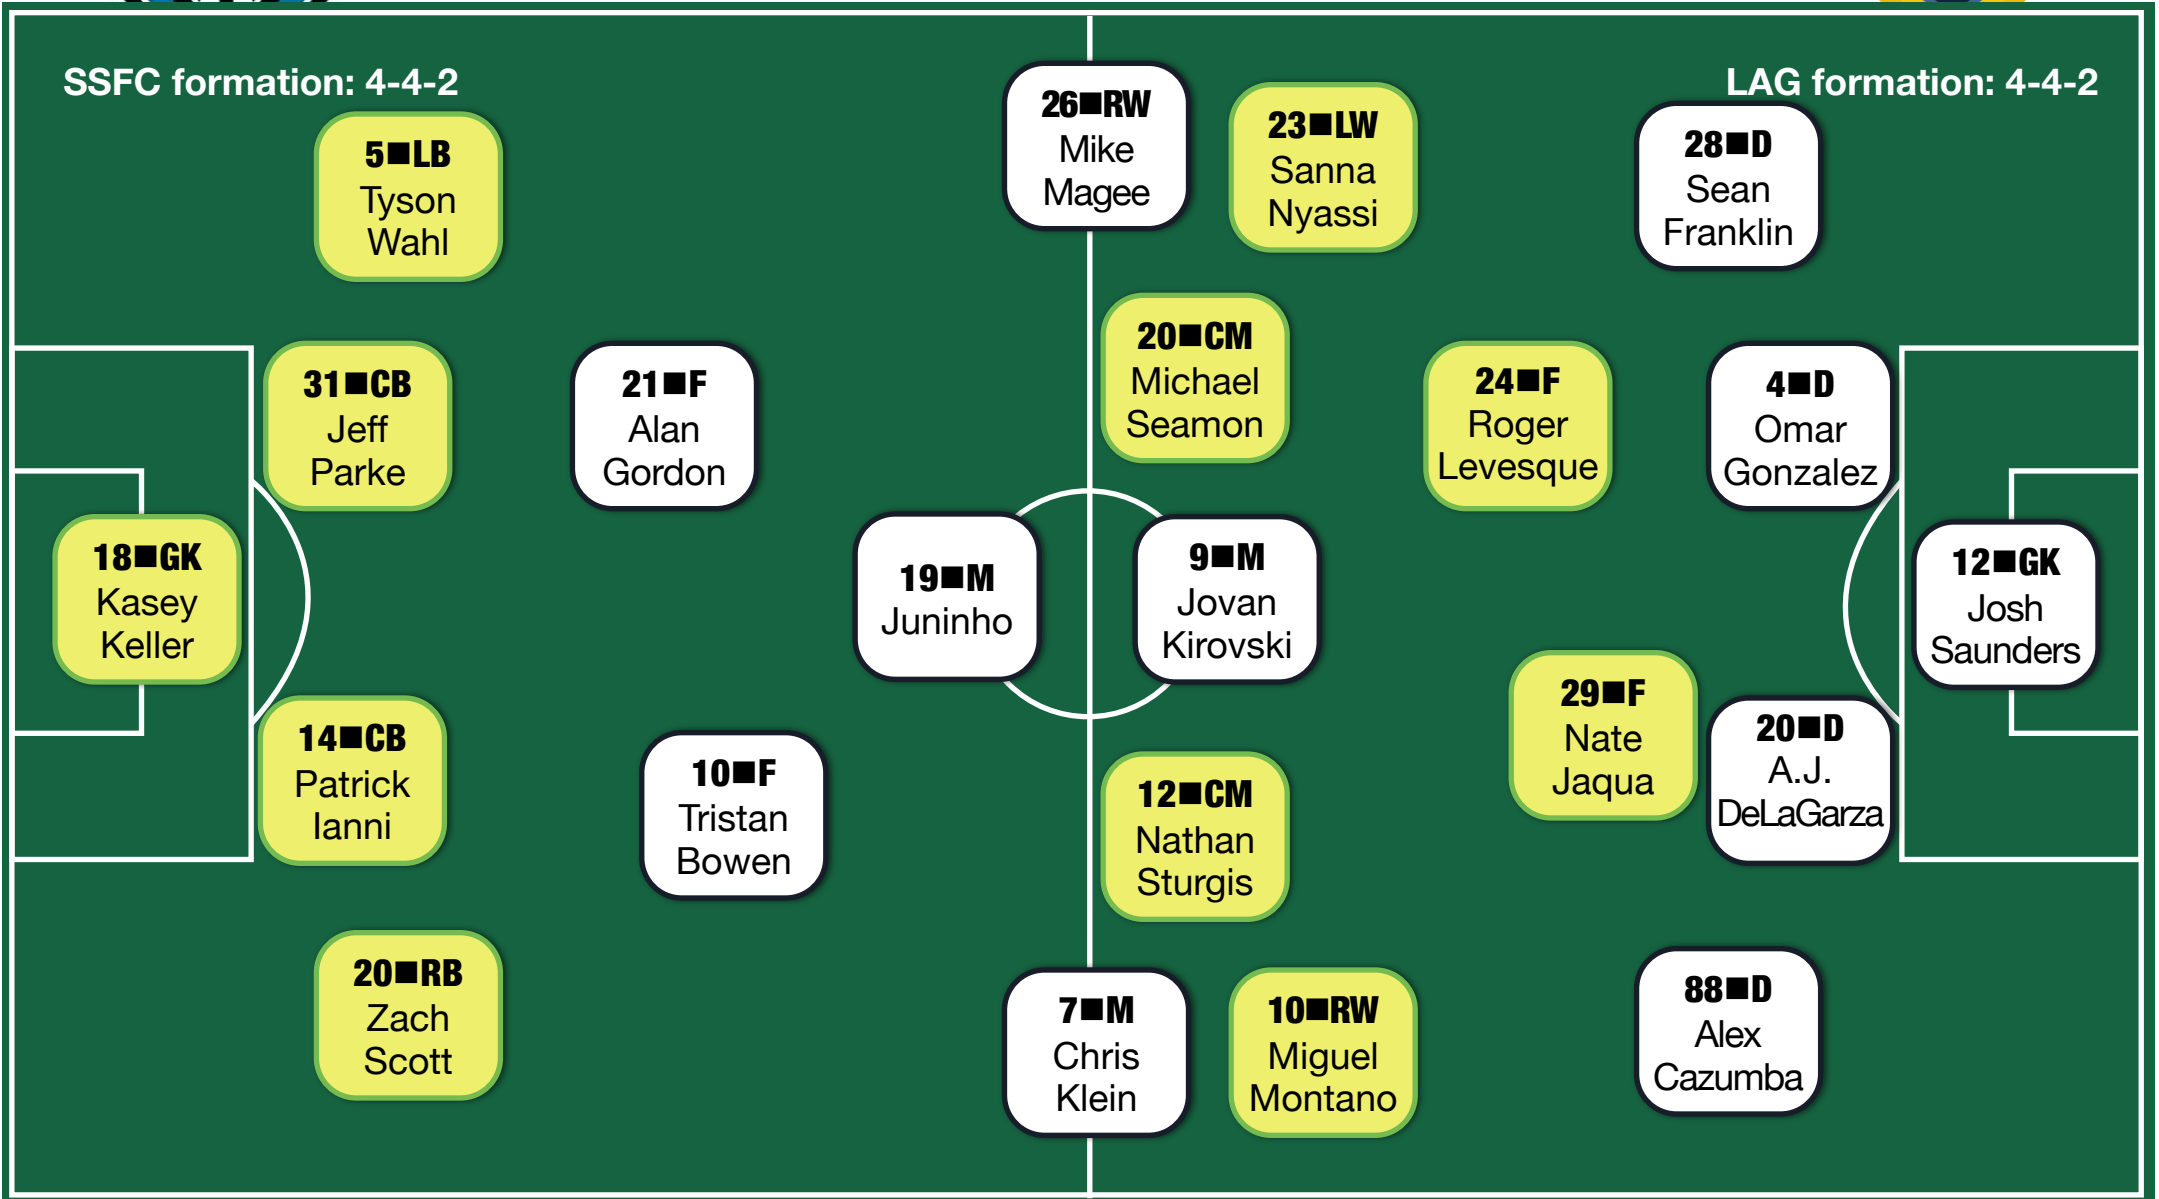 SSFC formation: 4-4-2
LAG formation: 4-4-2
5■LB
Tyson
Wahl
31■CB
Jeff
Parke
18■GK
Kasey
Keller
14■CB
Patrick
Ianni
20■RB
Zach
Scott
21■F
Alan
Gordon
10■F
Tristan
Bowen
19■M
Juninho
26■RW
Mike
Magee
23■LW
Sanna
Nyassi
20■CM
Michael
Seamon
9■M
Jovan
Kirovski
12■CM
Nathan
Sturgis
7■M
Chris
Klein
10■RW
Miguel
Montano
24■F
Roger
Levesque
29■F
Nate
Jaqua
28■D
Sean
Franklin
4■D
Omar
Gonzalez
12■GK
Josh
Saunders
20■D
A.J.
DeLaGarza
88■D
Alex
Cazumba